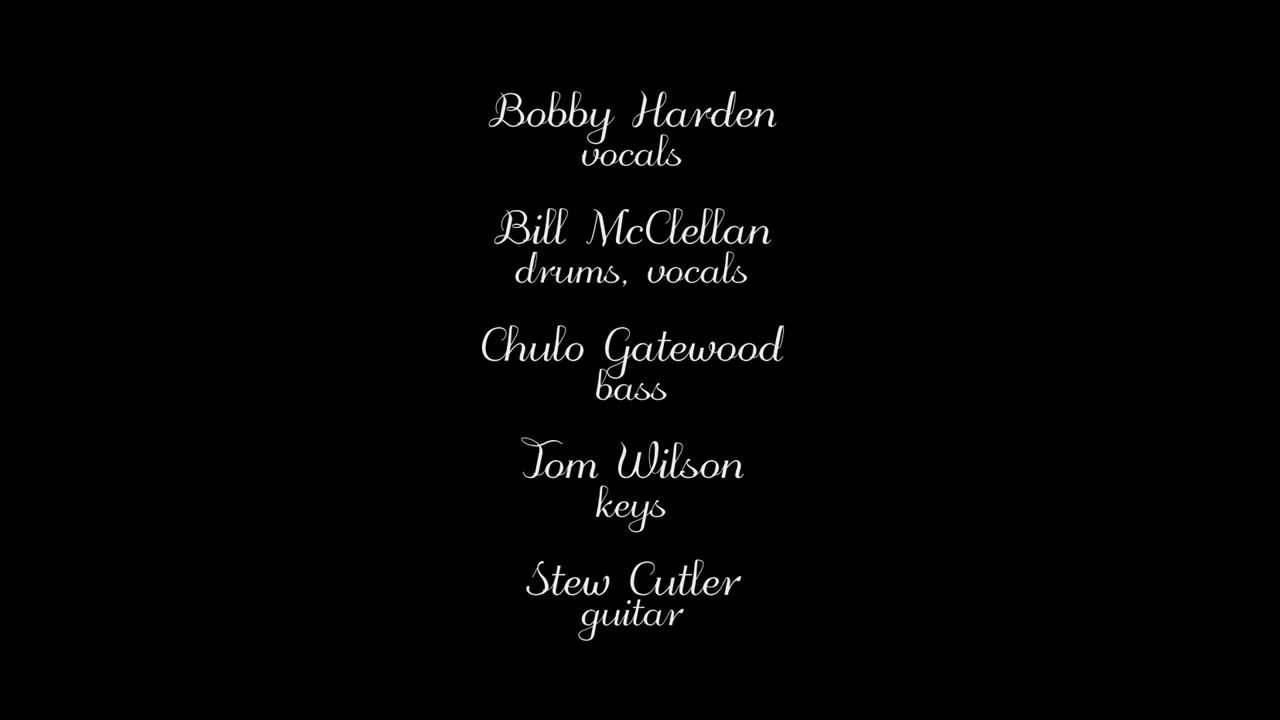 Bobby Harden
vocals
Bill McClellan
drums, vocals
Chulo Gatewood
bass
Tom Wilson
keys
Stew Cutler
guitar